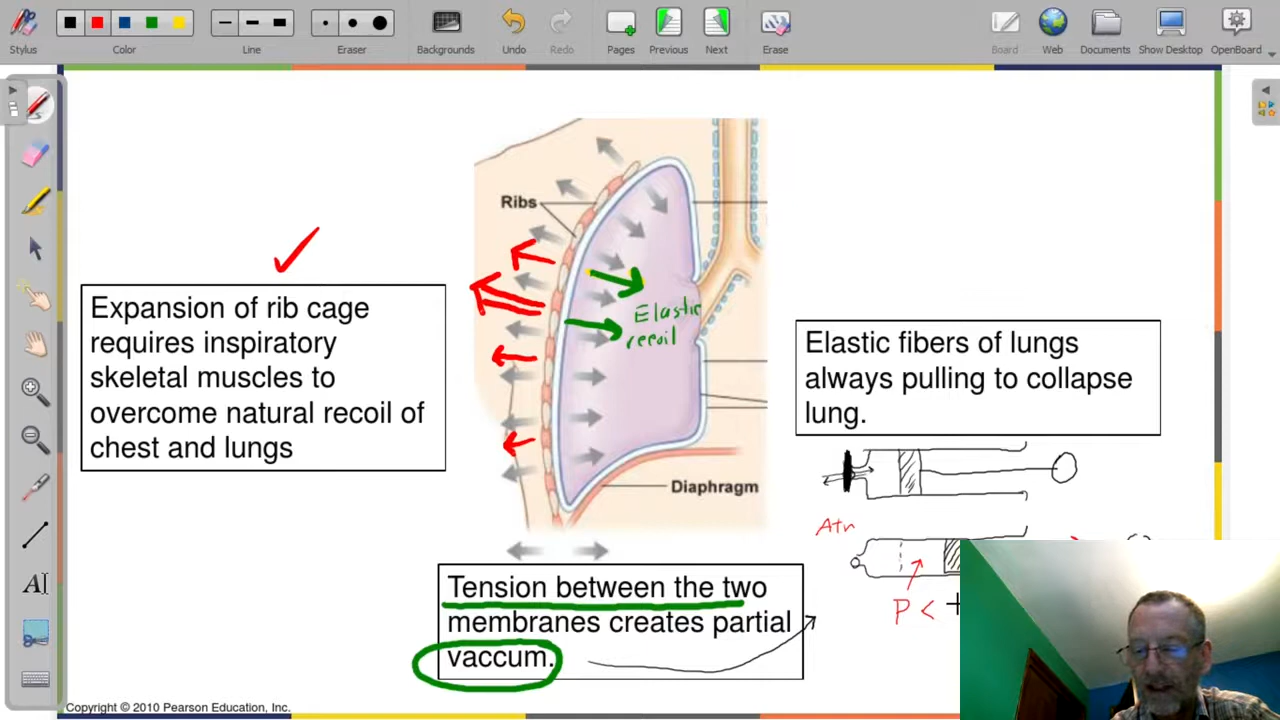 Stylus
Color
Line
Eraser
Backgrounds
Undo
Redo
Pages
Previous
Next
Erase
Board
Web
Documents
Show Desktop
OpenBoard
Ribs
Expansion of rib cage
requires inspiratory
skeletal muscles to
overcome natural recoil of
chest and lungs
Elastic
recoil
Elastic fibers of lungs
always pulling to collapse
lung.
Diaphragm
Atm
P <
Tension between the two
membranes creates partial
vaccum.
Copyright © 2010 Pearson Education, Inc.